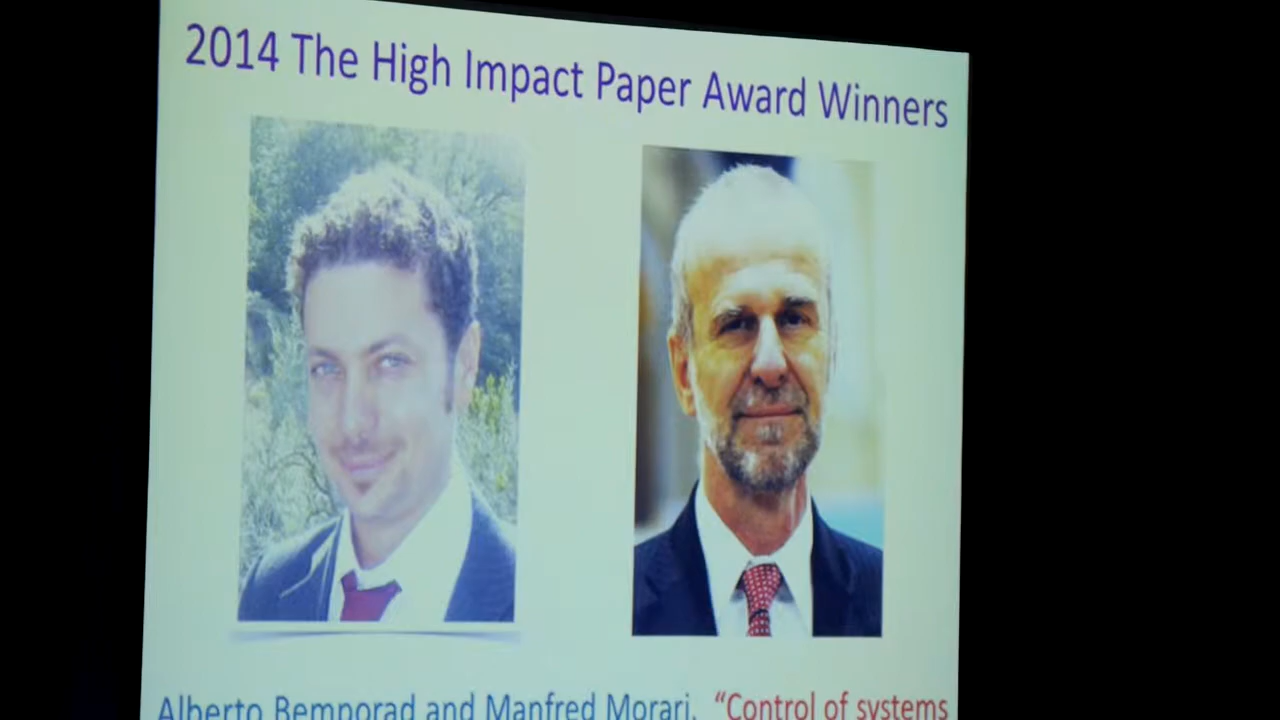 2014 The High Impact Paper Award Winners
Alberto Bemporad and Manfred Morari, "Control of systems